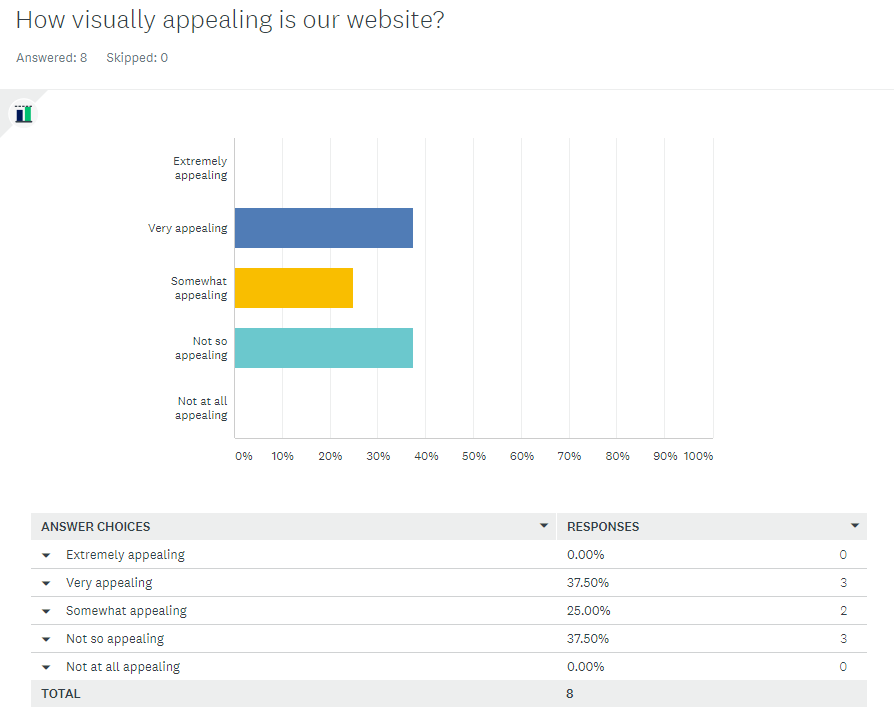 How visually appealing is our website?
Answered: 8 Skipped: 0
Extremely
appealing
Very appealing
Somewhat
appealing
Not so
appealing
Not at all
appealing
0% 10% 20% 30% 40% 50% 60% 70% 80% 90% 100%
ANSWER CHOICES RESPONSES
Extremely appealing 0.00% 0
Very appealing 37.50% 3
Somewhat appealing 25.00% 2
Not so appealing 37.50% 3
Not at all appealing 0.00% 0
TOTAL 8